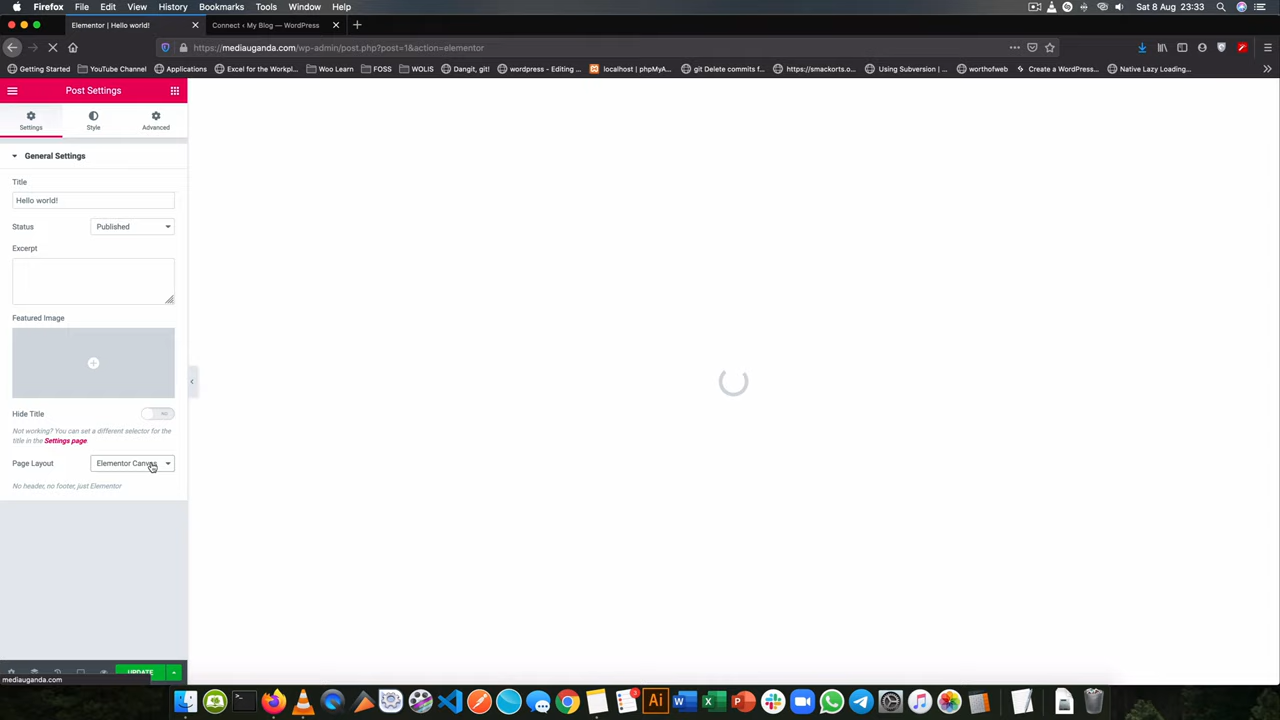 Firefox File Edit View History Bookmarks Tools Window Help Sat 8 Aug 23:33
Elementor | Hello world! Connect ‹ My Blog — WordPress
https://mediauganda.com/wp-admin/post.php?post=1&action=elementor
Getting Started YouTube Channel Applications Excel for the Workpl... Woo Learn FOSS WOLIS Dangit, git! wordpress - Editing ... localhost | phpMyA... git Delete commits f... https://smackorts.o... Using Subversion | ... worthofweb Create a WordPress... Native Lazy Loading...
Post Settings
Settings Style Advanced
General Settings
Title
Hello world!
Status Published
Excerpt
Featured Image
Hide Title NO
Not working? You can set a different selector for the
title in the Settings page
Page Layout Elementor Canvas
No header, no footer, just Elementor
UPDATE
mediauganda.com
3
Ai